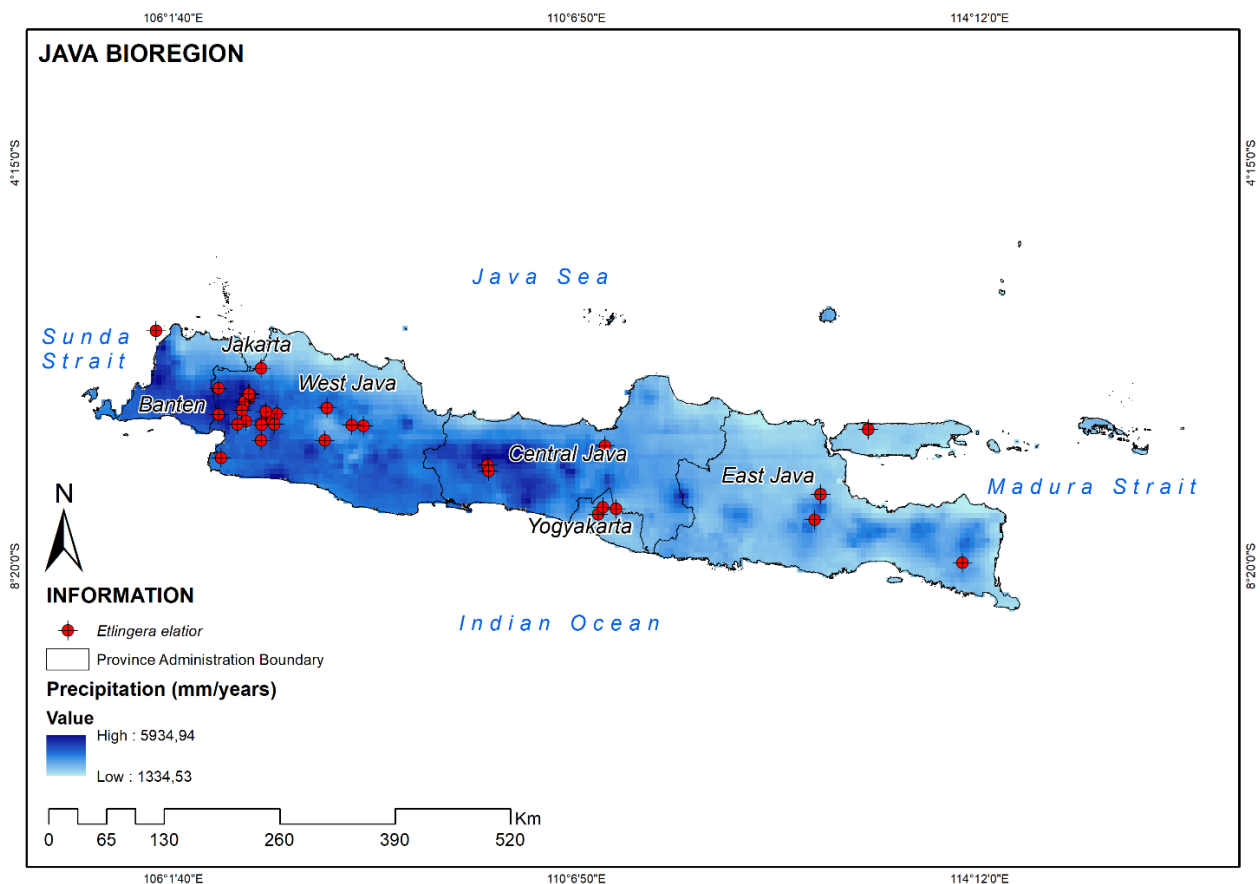 106°1'40"E 110°6'50"E 114°12'0"E
JAVA BIOREGION
4°15'0"S 4°15'0"S
Java Sea
Sunda
Strait
Jakarta
West Java
Banten
Central Java
East Java
Madura Strait
Yogyakarta
N
8°20'0"S 8°20'0"S
Indian Ocean
INFORMATION
Etlingera elatior
Province Administration Boundary
Precipitation (mm/years)
Value
High : 5934,94
Low : 1334,53
Km
0 65 130 260 390 520
106°1'40"E 110°6'50"E 114°12'0"E